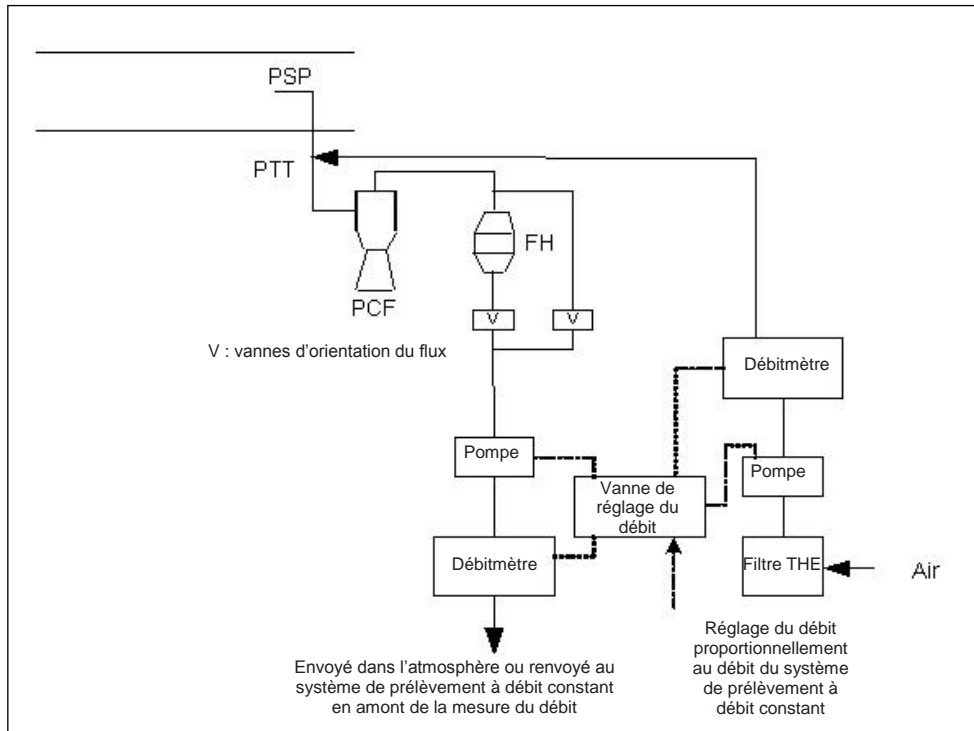 PSP
PTT
FH
PCF
V
V
V : vannes d'orientation du flux
Débitmètre
Pompe
Pompe
Vanne de
réglage du
débit
Débitmètre
Filtre THE
Air
Réglage du débit
proportionnellement
au débit du système
de prélèvement à
débit constant
Envoyé dans l'atmosphère ou renvoyé au
système de prélèvement à débit constant
en amont de la mesure du débit